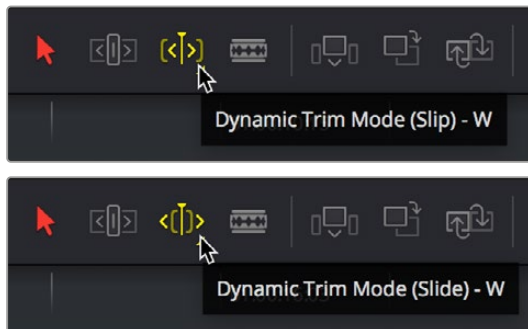 Dynamic Trim Mode (Slip) - W
Dynamic Trim Mode (Slide) - W